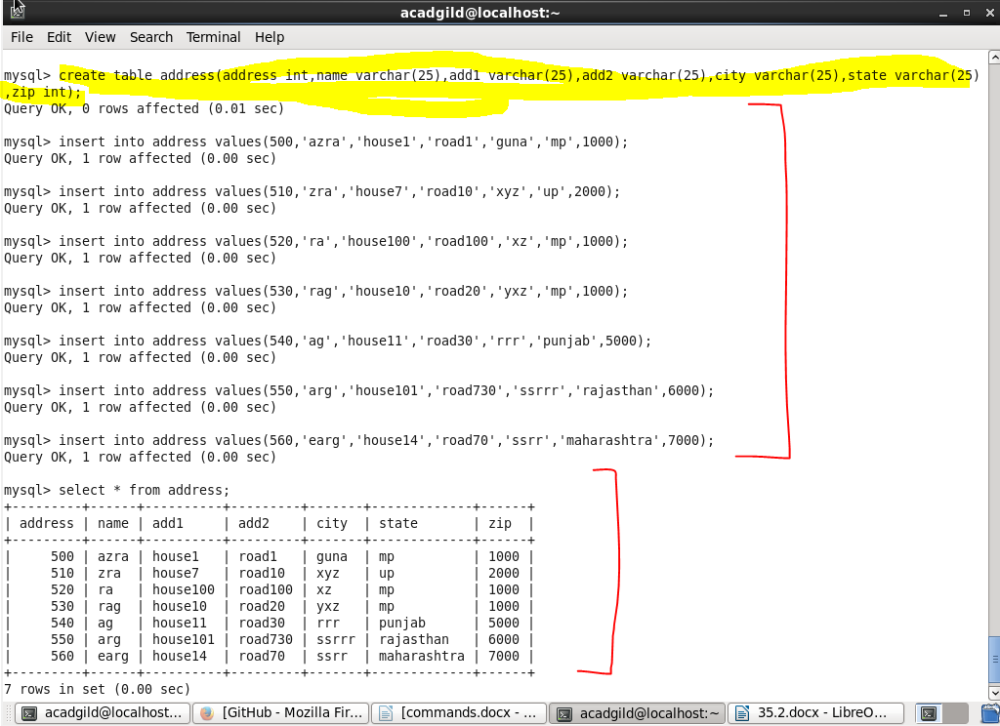 acadgild@localhost:~
File Edit View Search Terminal Help
mysql> create table address(address int,name varchar(25),add1 varchar(25),add2 varchar(25),city varchar(25),state varchar(25)
,zip int);
Query OK, 0 rows affected (0.01 sec)
mysql> insert into address values(500,'azra','house1','road1','guna','mp',1000);
Query OK, 1 row affected (0.00 sec)
mysql> insert into address values(510,'zra','house7','road10','xyz','up',2000);
Query OK, 1 row affected (0.00 sec)
mysql> insert into address values(520,'ra','house100','road100','xz','mp',1000);
Query OK, 1 row affected (0.00 sec)
mysql> insert into address values(530,'rag','house10','road20','yxz','mp',1000);
Query OK, 1 row affected (0.00 sec)
mysql> insert into address values(540,'ag','house11','road30','rrr','punjab',5000);
Query OK, 1 row affected (0.00 sec)
mysql> insert into address values(550,'arg','house101','road730','ssrrr','rajasthan',6000);
Query OK, 1 row affected (0.00 sec)
mysql> insert into address values(560,'earg','house14','road70','ssrr','maharashtra',7000);
Query OK, 1 row affected (0.00 sec)
mysql> select * from address;
+---------+------+----------+---------+-------+-------------+------+
| address | name | add1     | add2    | city  | state       | zip  |
+---------+------+----------+---------+-------+-------------+------+
|     500 | azra | house1   | road1   | guna  | mp          | 1000 |
|     510 | zra  | house7   | road10  | xyz   | up          | 2000 |
|     520 | ra   | house100 | road100 | xz    | mp          | 1000 |
|     530 | rag  | house10  | road20  | yxz   | mp          | 1000 |
|     540 | ag   | house11  | road30  | rrr   | punjab      | 5000 |
|     550 | arg  | house101 | road730 | ssrrr | rajasthan   | 6000 |
|     560 | earg | house14  | road70  | ssrr  | maharashtra | 7000 |
+---------+------+----------+---------+-------+-------------+------+
7 rows in set (0.00 sec)
acadgild@localhost... [GitHub - Mozilla Fir... [commands.docx - ... acadgild@localhost:~ 35.2.docx - LibreO...